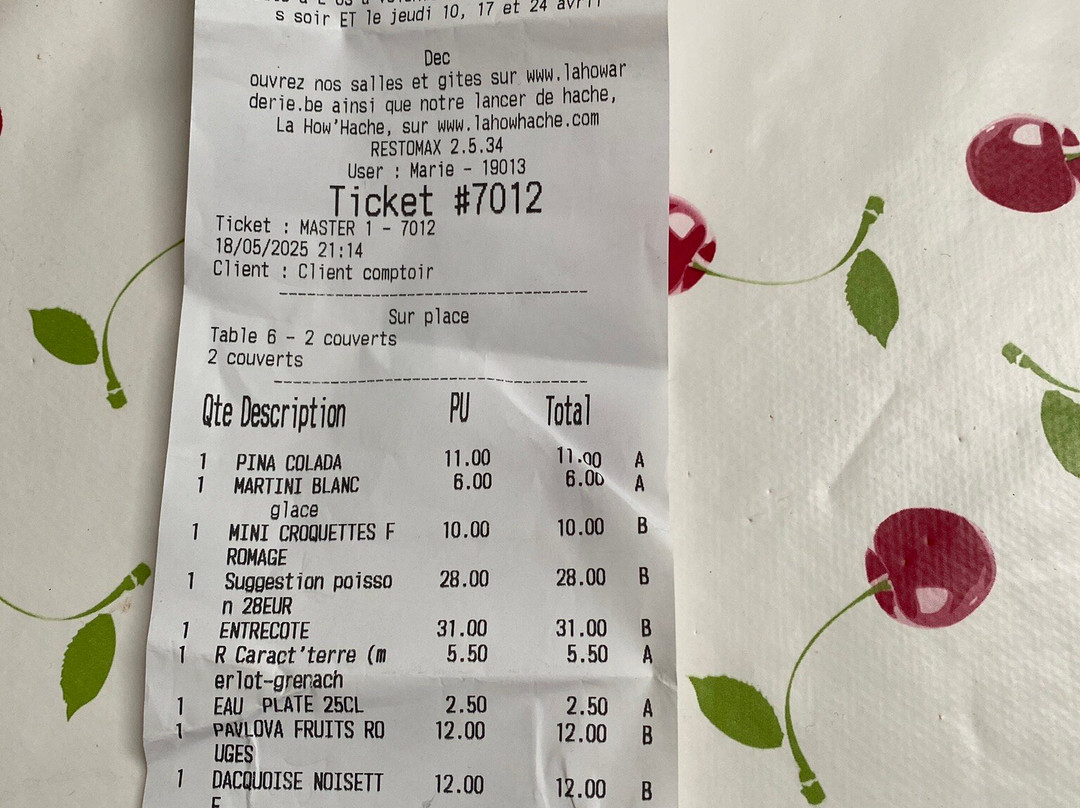 s soir ET le jeudi 10, 17 et 24 avril
Dec
ouvrez nos salles et gites sur www.lahowar
derie.be ainsi que notre lancer de hache,
La How'Hache, sur www.lahowhache.com
RESTOMAX 2.5.34
User : Marie - 19013
Ticket #7012
Ticket : MASTER 1 - 7012
18/05/2025 21:14
Client : Client comptoir
Sur place
Table 6 - 2 couverts
2 couverts
Qte Description PU Total
1 PINA COLADA 11.00 11.00 A
1 MARTINI BLANC 6.00 6.00 A
glace
1 MINI CROQUETTES F 10.00 10.00 B
ROMAGE
1 Suggestion poisso 28.00 28.00 B
n 28EUR
1 ENTRECOTE 31.00 31.00 B
1 R Caract'terre (m 5.50 5.50 A
erlot-grenach
1 EAU PLATE 25CL 2.50 2.50 A
1 PAVLOVA FRUITS RO 12.00 12.00 B
UGES
1 DACQUOISE NOISETT 12.00 12.00 B
E